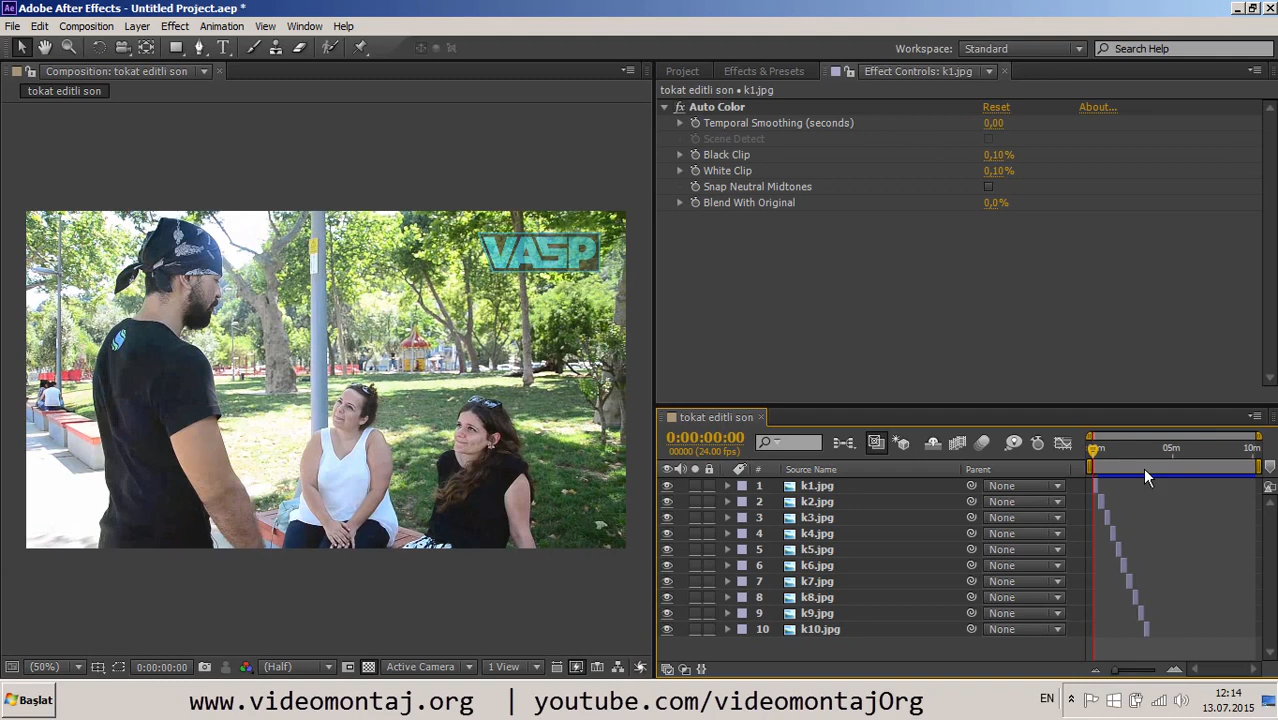 Adobe After Effects - Untitled Project.aep *
File Edit Composition Layer Effect Animation View Window Help
Workspace: Standard Search Help
Composition: tokat editli son
Project Effects & Presets Effect Controls: k1.jpg
tokat editli son
tokat editli son • k1.jpg
fx Auto Color Reset About...
Temporal Smoothing (seconds) 0,00
Scene Detect
Black Clip 0,10%
White Clip 0,10%
Snap Neutral Midtones
Blend With Original 0,0%
VASP
tokat editli son
0:00:00:00
00000 (24.00 fps)
05m 10m
# Source Name Parent
1 k1.jpg None
2 k2.jpg None
3 k3.jpg None
4 k4.jpg None
5 k5.jpg None
6 k6.jpg None
7 k7.jpg None
8 k8.jpg None
9 k9.jpg None
10 k10.jpg None
(50%) 0:00:00:00 (Half) Active Camera 1 View
Başlat
www.videomontaj.org | youtube.com/videomontajOrg
EN
12:14
13.07.2015